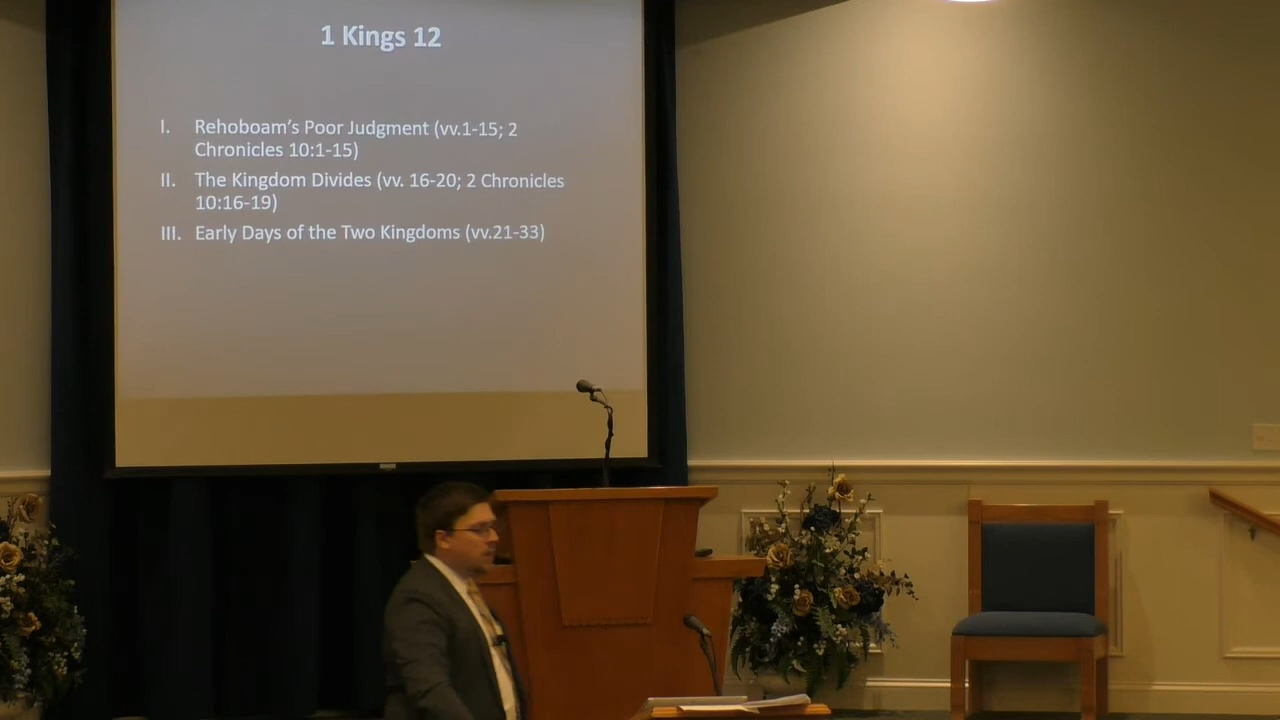 1 Kings 12
I. Rehoboam's Poor Judgment (vv.1-15; 2
Chronicles 10:1-15)
II. The Kingdom Divides (vv. 16-20; 2 Chronicles
10:16-19)
III. Early Days of the Two Kingdoms (vv.21-33)